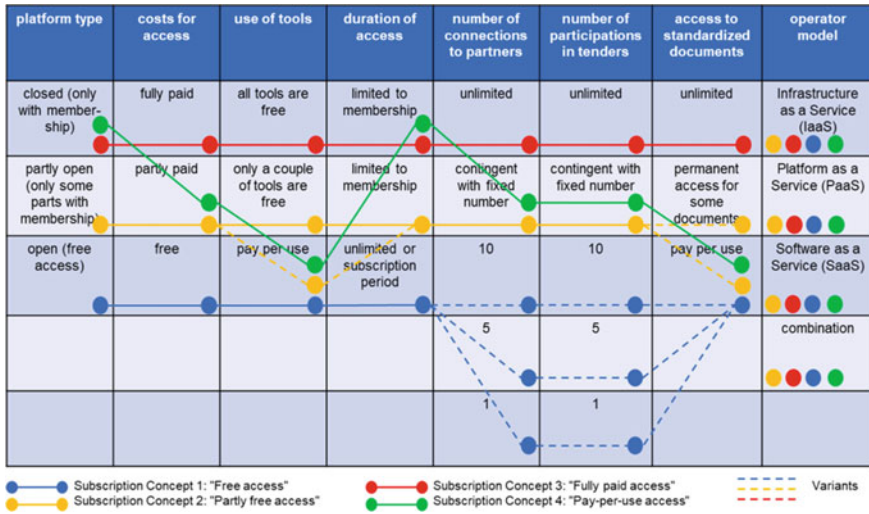 platform type
costs for
access
use of tools
duration of
access
number of
connections
to partners
number of
participations
in tenders
access to
standardized
documents
operator
model
closed (only
with member-
ship)
fully paid
all tools are
free
limited to
membership
unlimited
unlimited
unlimited
Infrastructure
as a Service
(IaaS)
partly open
(only some
parts with
membership)
partly paid
only a couple
of tools are
free
limited to
membership
contingent
with fixed
number
contingent with
fixed number
permanent
access for
some
documents
Platform as a
Service (PaaS)
open (free
access)
free
pay per use
unlimited or
subscription
period
10
10
pay per use
Software as a
Service (SaaS)
5
5
combination
1
1
Subscription Concept 1: "Free access"
Subscription Concept 3: "Fully paid access"
Variants
Subscription Concept 2: "Partly free access"
Subscription Concept 4: "Pay-per-use access"